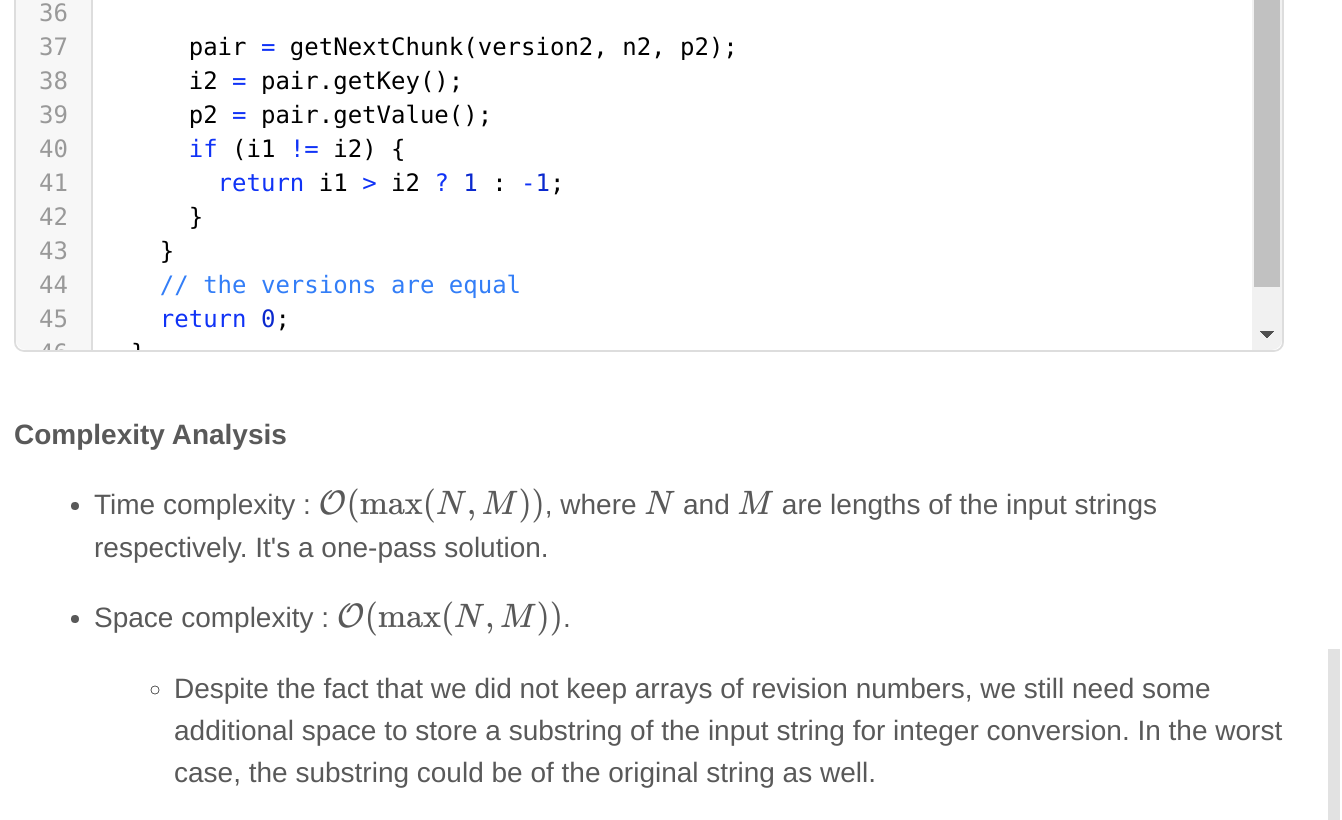 36
37 pair = getNextChunk(version2, n2, p2);
38 i2 = pair.getKey();
39 p2 = pair.getValue();
40 if (i1 != i2) {
41 return i1 > i2 ? 1 : -1;
42 }
43 }
44 // the versions are equal
45 return 0;
46 }
Complexity Analysis
• Time complexity : 𝒪(max(N, M)), where N and M are lengths of the input strings
respectively. It's a one-pass solution.
• Space complexity : 𝒪(max(N, M)).
◦ Despite the fact that we did not keep arrays of revision numbers, we still need some
additional space to store a substring of the input string for integer conversion. In the worst
case, the substring could be of the original string as well.